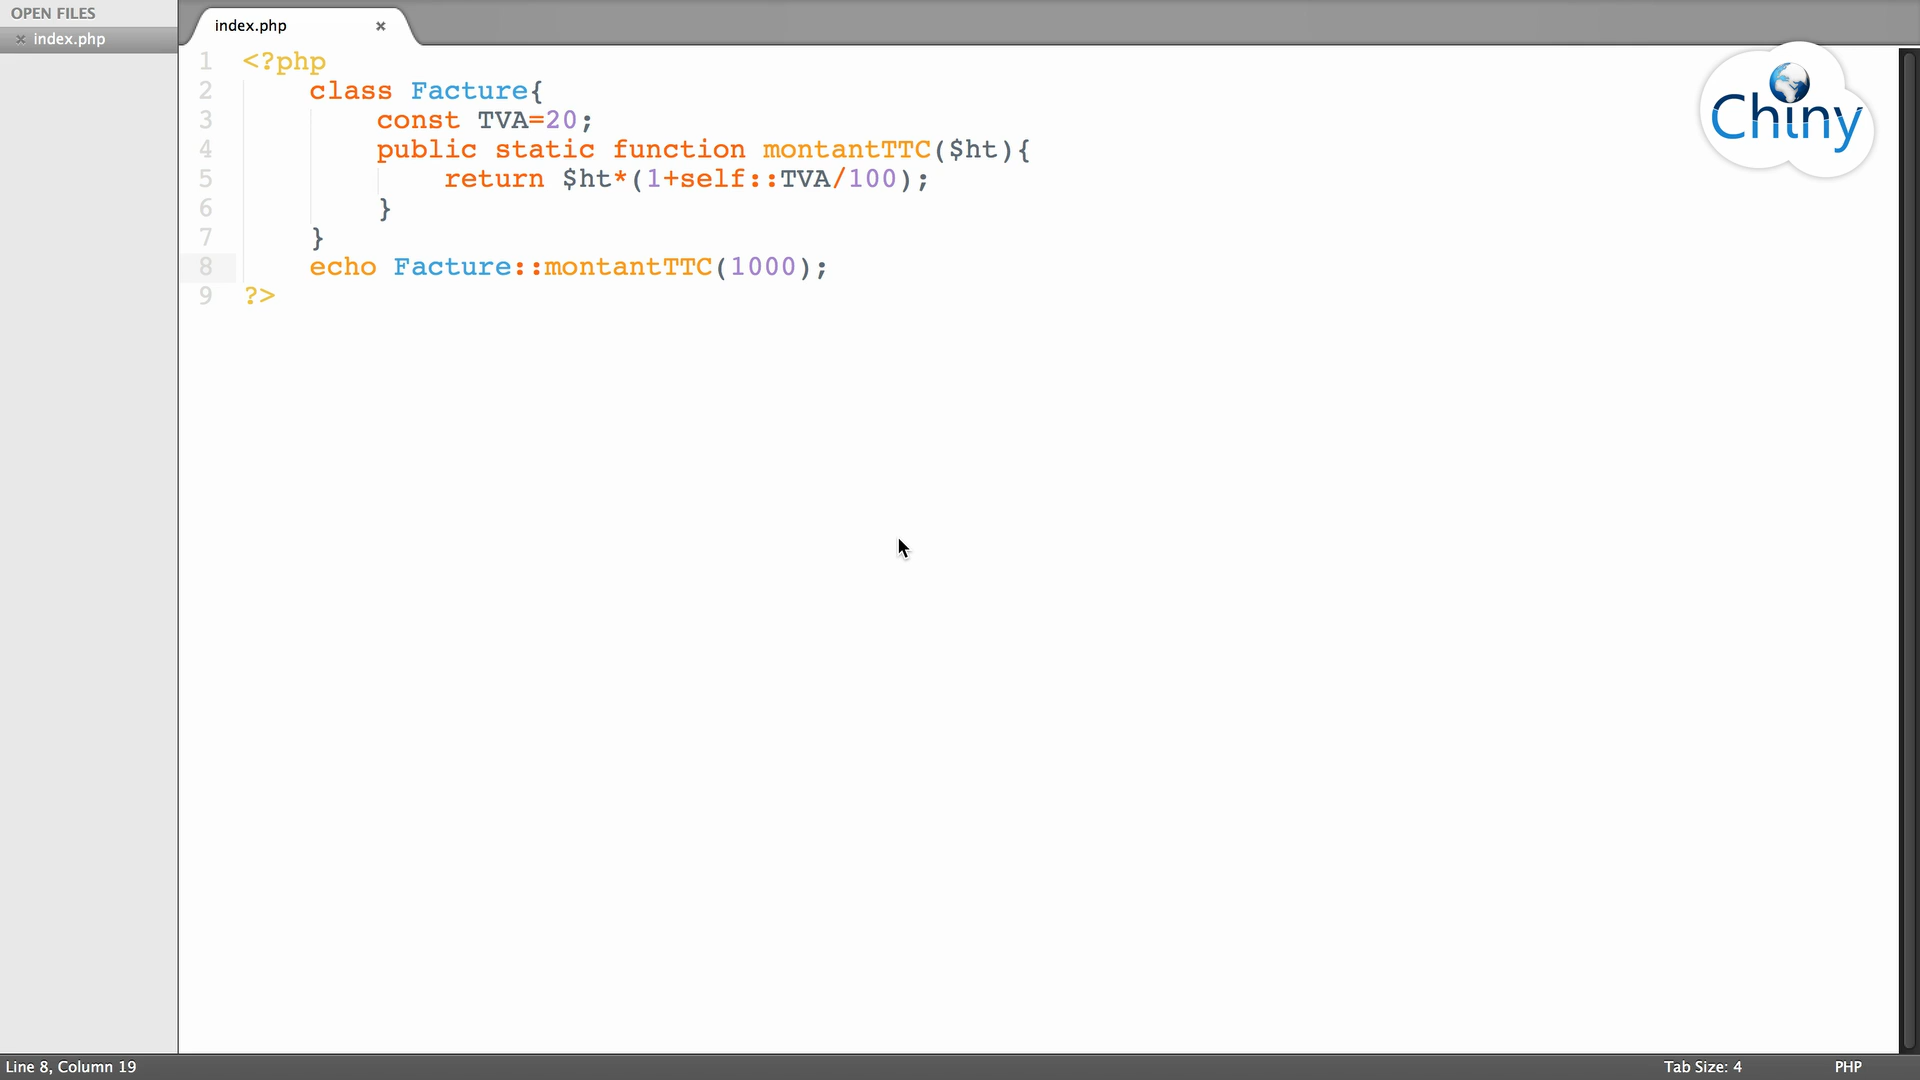 OPEN FILES
index.php
index.php
1 <?php
2 class Facture{
3 const TVA=20;
4 public static function montantTTC($ht){
5 return $ht*(1+self::TVA/100);
6 }
7 }
8 echo Facture::montantTTC(1000);
9 ?>
Chiny
Line 8, Column 19
Tab Size: 4
PHP